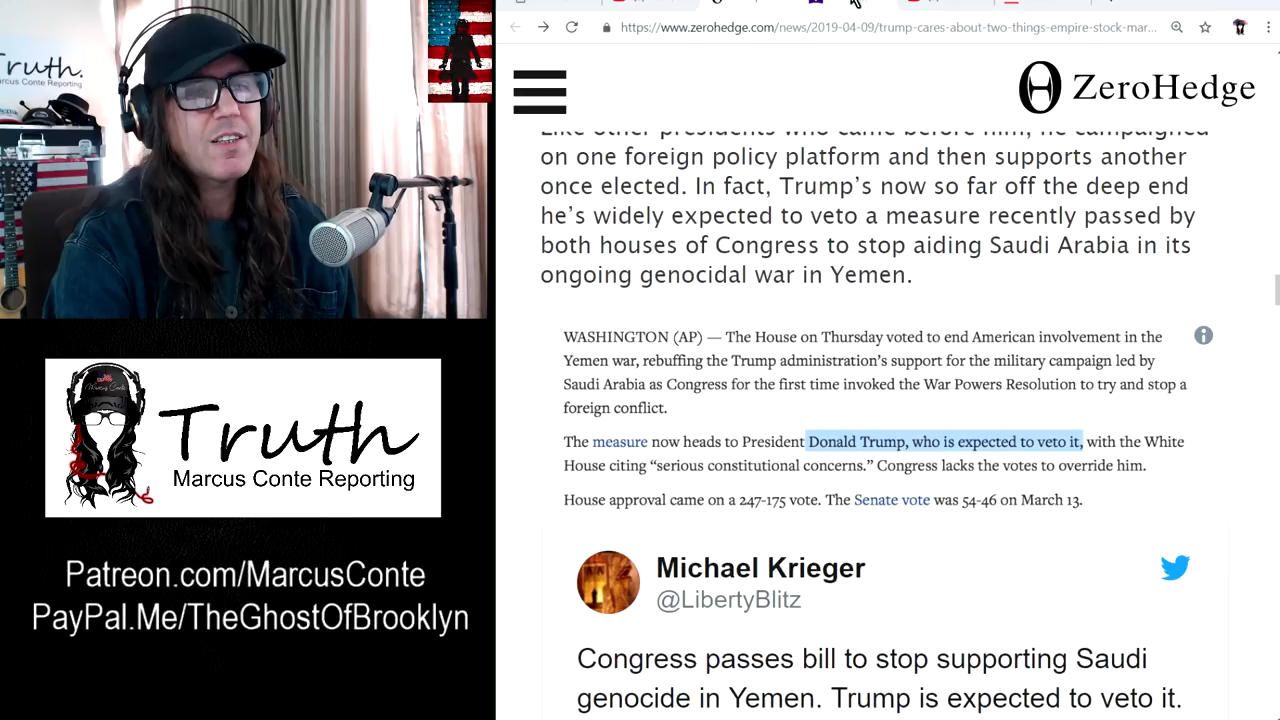 Truth.
Marcus Conte Reporting
Truth
Marcus Conte Reporting
Patreon.com/MarcusConte
PayPal.Me/TheGhostOfBrooklyn
https://www.zerohedge.com/news/2019-04-09/trump-cares-about-two-things-empire-stock-mar...
ZeroHedge
Like other presidents who came before him, he campaigned
on one foreign policy platform and then supports another
once elected. In fact, Trump’s now so far off the deep end
he’s widely expected to veto a measure recently passed by
both houses of Congress to stop aiding Saudi Arabia in its
ongoing genocidal war in Yemen.
WASHINGTON (AP) — The House on Thursday voted to end American involvement in the
Yemen war, rebuffing the Trump administration’s support for the military campaign led by
Saudi Arabia as Congress for the first time invoked the War Powers Resolution to try and stop a
foreign conflict.
The measure now heads to President Donald Trump, who is expected to veto it, with the White
House citing “serious constitutional concerns.” Congress lacks the votes to override him.
House approval came on a 247-175 vote. The Senate vote was 54-46 on March 13.
Michael Krieger
@LibertyBlitz
Congress passes bill to stop supporting Saudi
genocide in Yemen. Trump is expected to veto it.